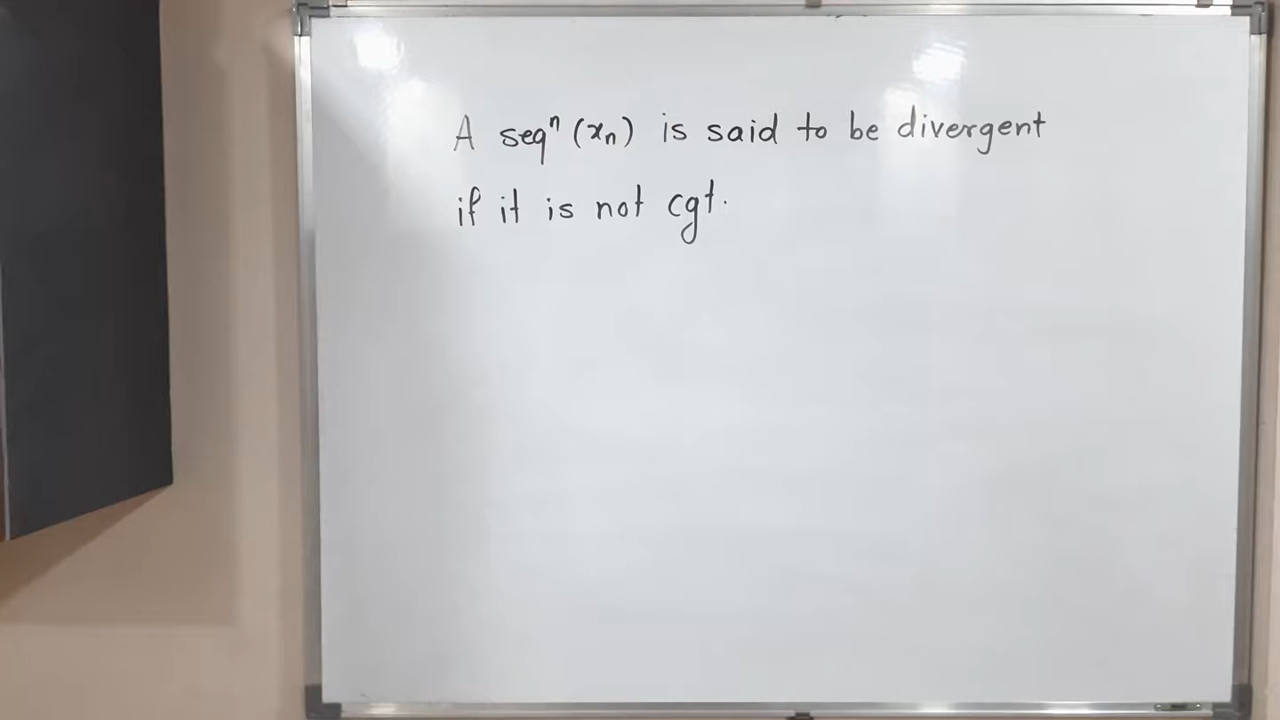 A seqⁿ (xₙ) is said to be divergent
if it is not cgt.